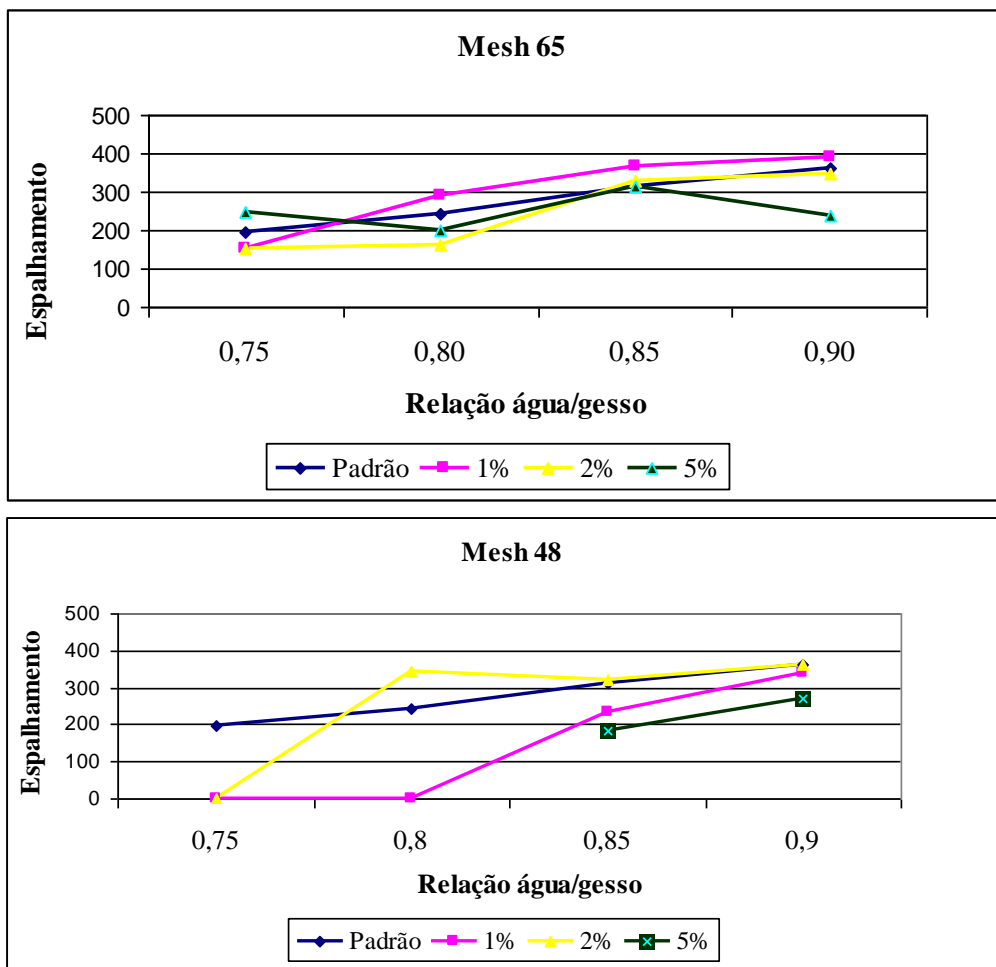 Mesh 65
500
400
300
200
100
0
Espalhamento
0,75 0,80 0,85 0,90
Relação água/gesso
Padrão 1% 2% 5%
Mesh 48
500
400
300
200
100
0
Espalhamento
0,75 0,8 0,85 0,9
Relação água/gesso
Padrão 1% 2% 5%